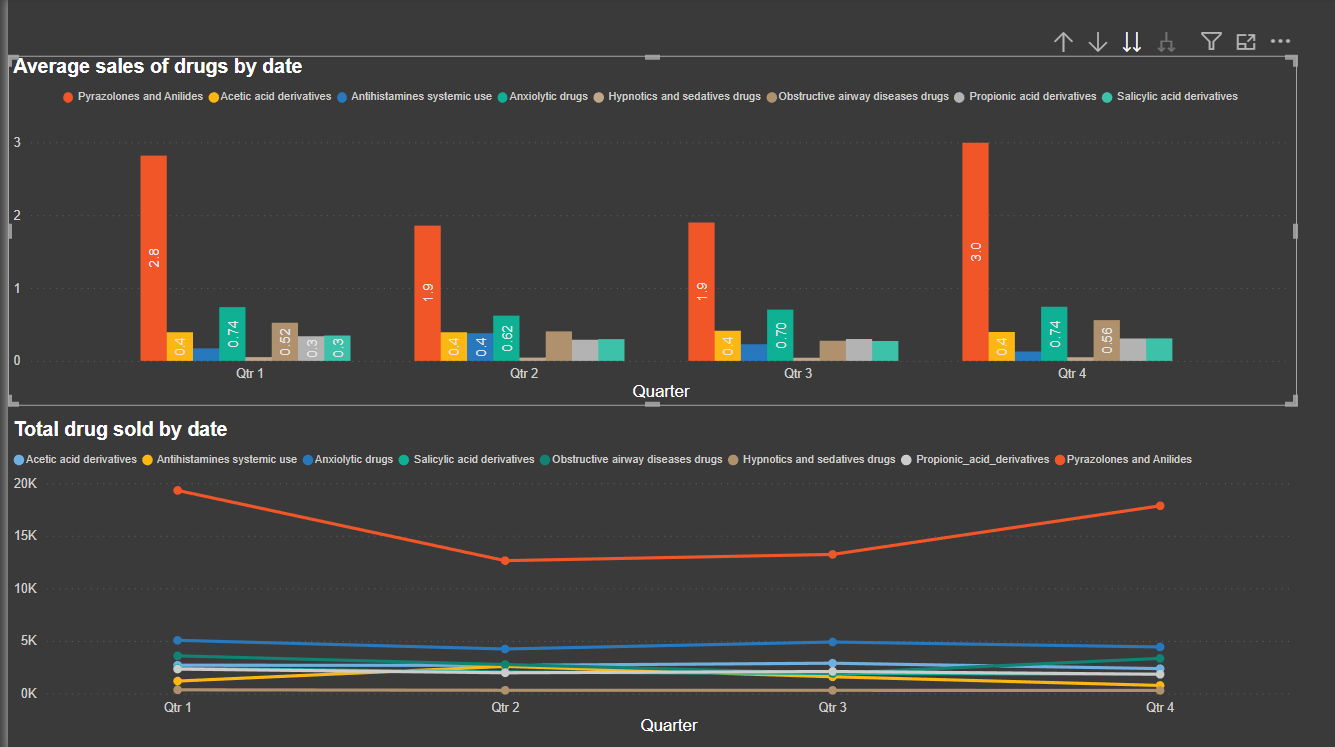 Average sales of drugs by date
Pyrazolones and Anilides Acetic acid derivatives Antihistamines systemic use Anxiolytic drugs Hypnotics and sedatives drugs Obstructive airway diseases drugs Propionic acid derivatives Salicylic acid derivatives
3
2
1
0
2.8 0.4 0.74 0.52 0.3 0.3
1.9 0.4 0.4 0.62
1.9 0.4 0.70
3.0 0.4 0.74 0.56
Qtr 1 Qtr 2 Qtr 3 Qtr 4
Quarter
Total drug sold by date
Acetic acid derivatives Antihistamines systemic use Anxiolytic drugs Salicylic acid derivatives Obstructive airway diseases drugs Hypnotics and sedatives drugs Propionic_acid_derivatives Pyrazolones and Anilides
20K
15K
10K
5K
0K
Qtr 1 Qtr 2 Qtr 3 Qtr 4
Quarter